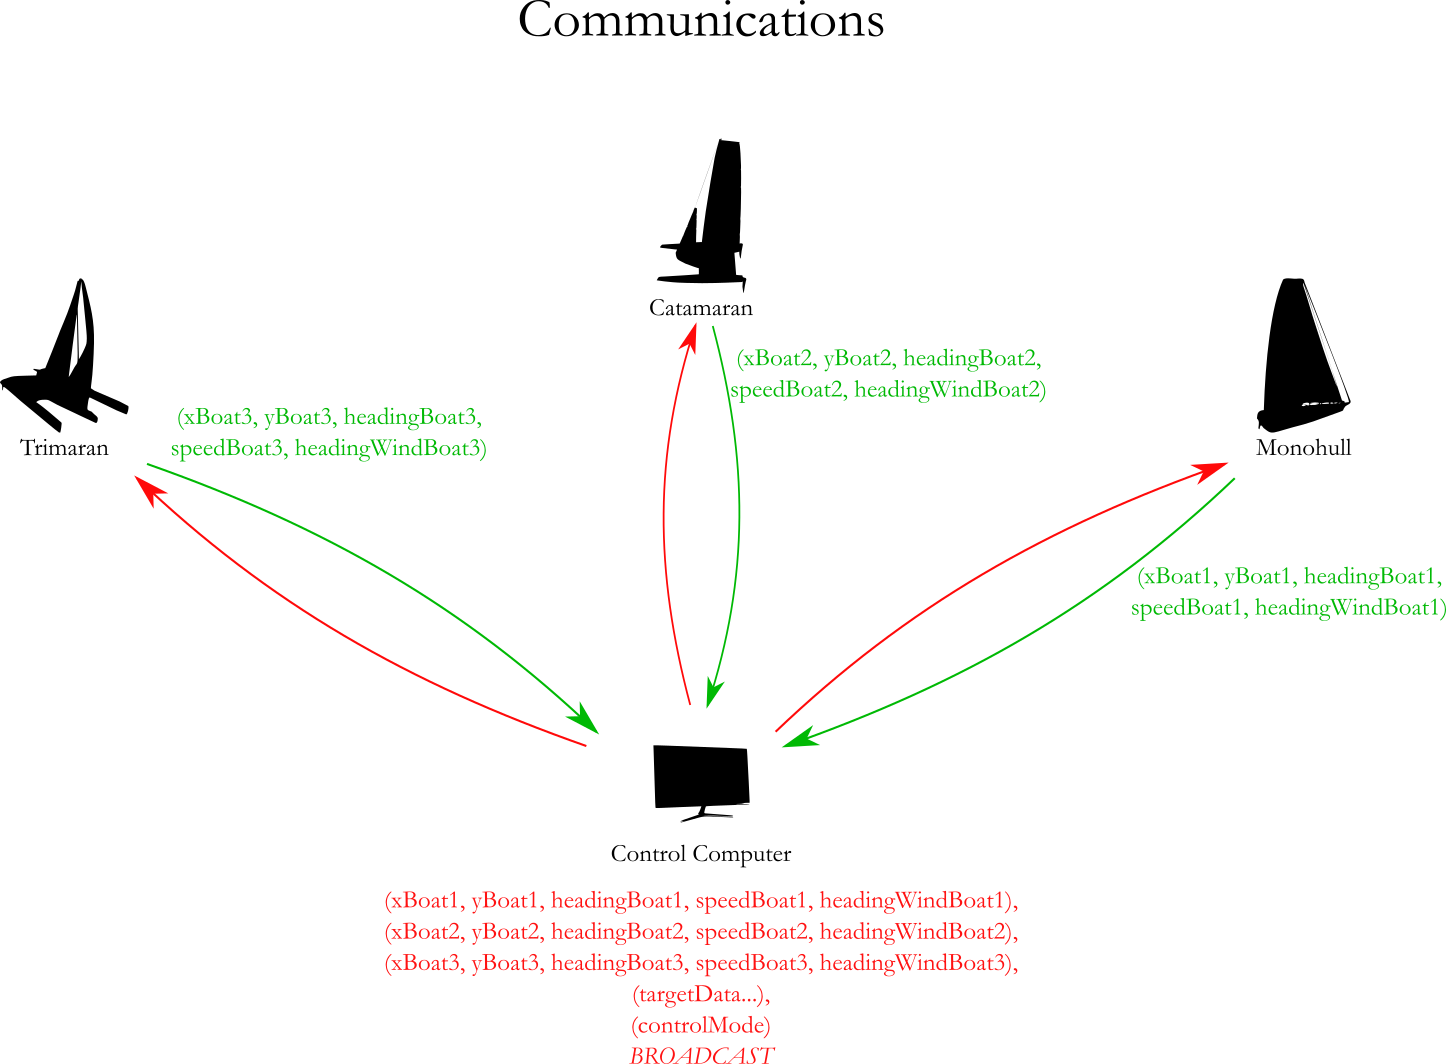 Communications
Catamaran
(xBoat2, yBoat2, headingBoat2,
speedBoat2, headingWindBoat2)
(xBoat3, yBoat3, headingBoat3,
speedBoat3, headingWindBoat3)
Trimaran
Monohull
(xBoat1, yBoat1, headingBoat1,
speedBoat1, headingWindBoat1)
Control Computer
(xBoat1, yBoat1, headingBoat1, speedBoat1, headingWindBoat1),
(xBoat2, yBoat2, headingBoat2, speedBoat2, headingWindBoat2),
(xBoat3, yBoat3, headingBoat3, speedBoat3, headingWindBoat3),
(targetData...),
(controlMode)
BROADCAST